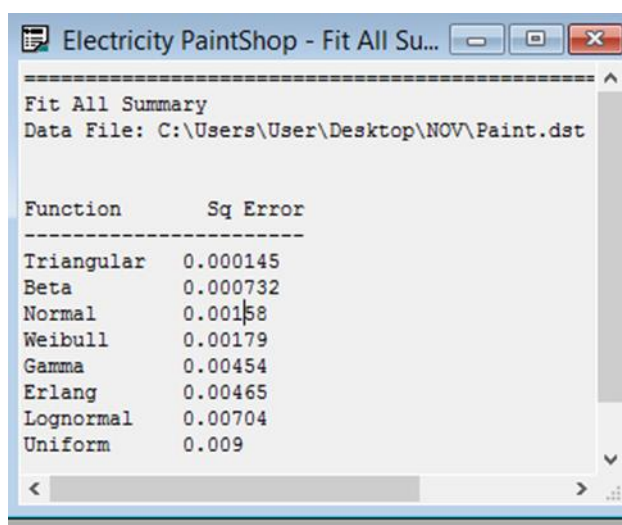 Electricity PaintShop - Fit All Su...
================================================
Fit All Summary
Data File: C:\Users\User\Desktop\NOV\Paint.dst
Function Sq Error
-----------------------
Triangular 0.000145
Beta 0.000732
Normal 0.00158
Weibull 0.00179
Gamma 0.00454
Erlang 0.00465
Lognormal 0.00704
Uniform 0.009